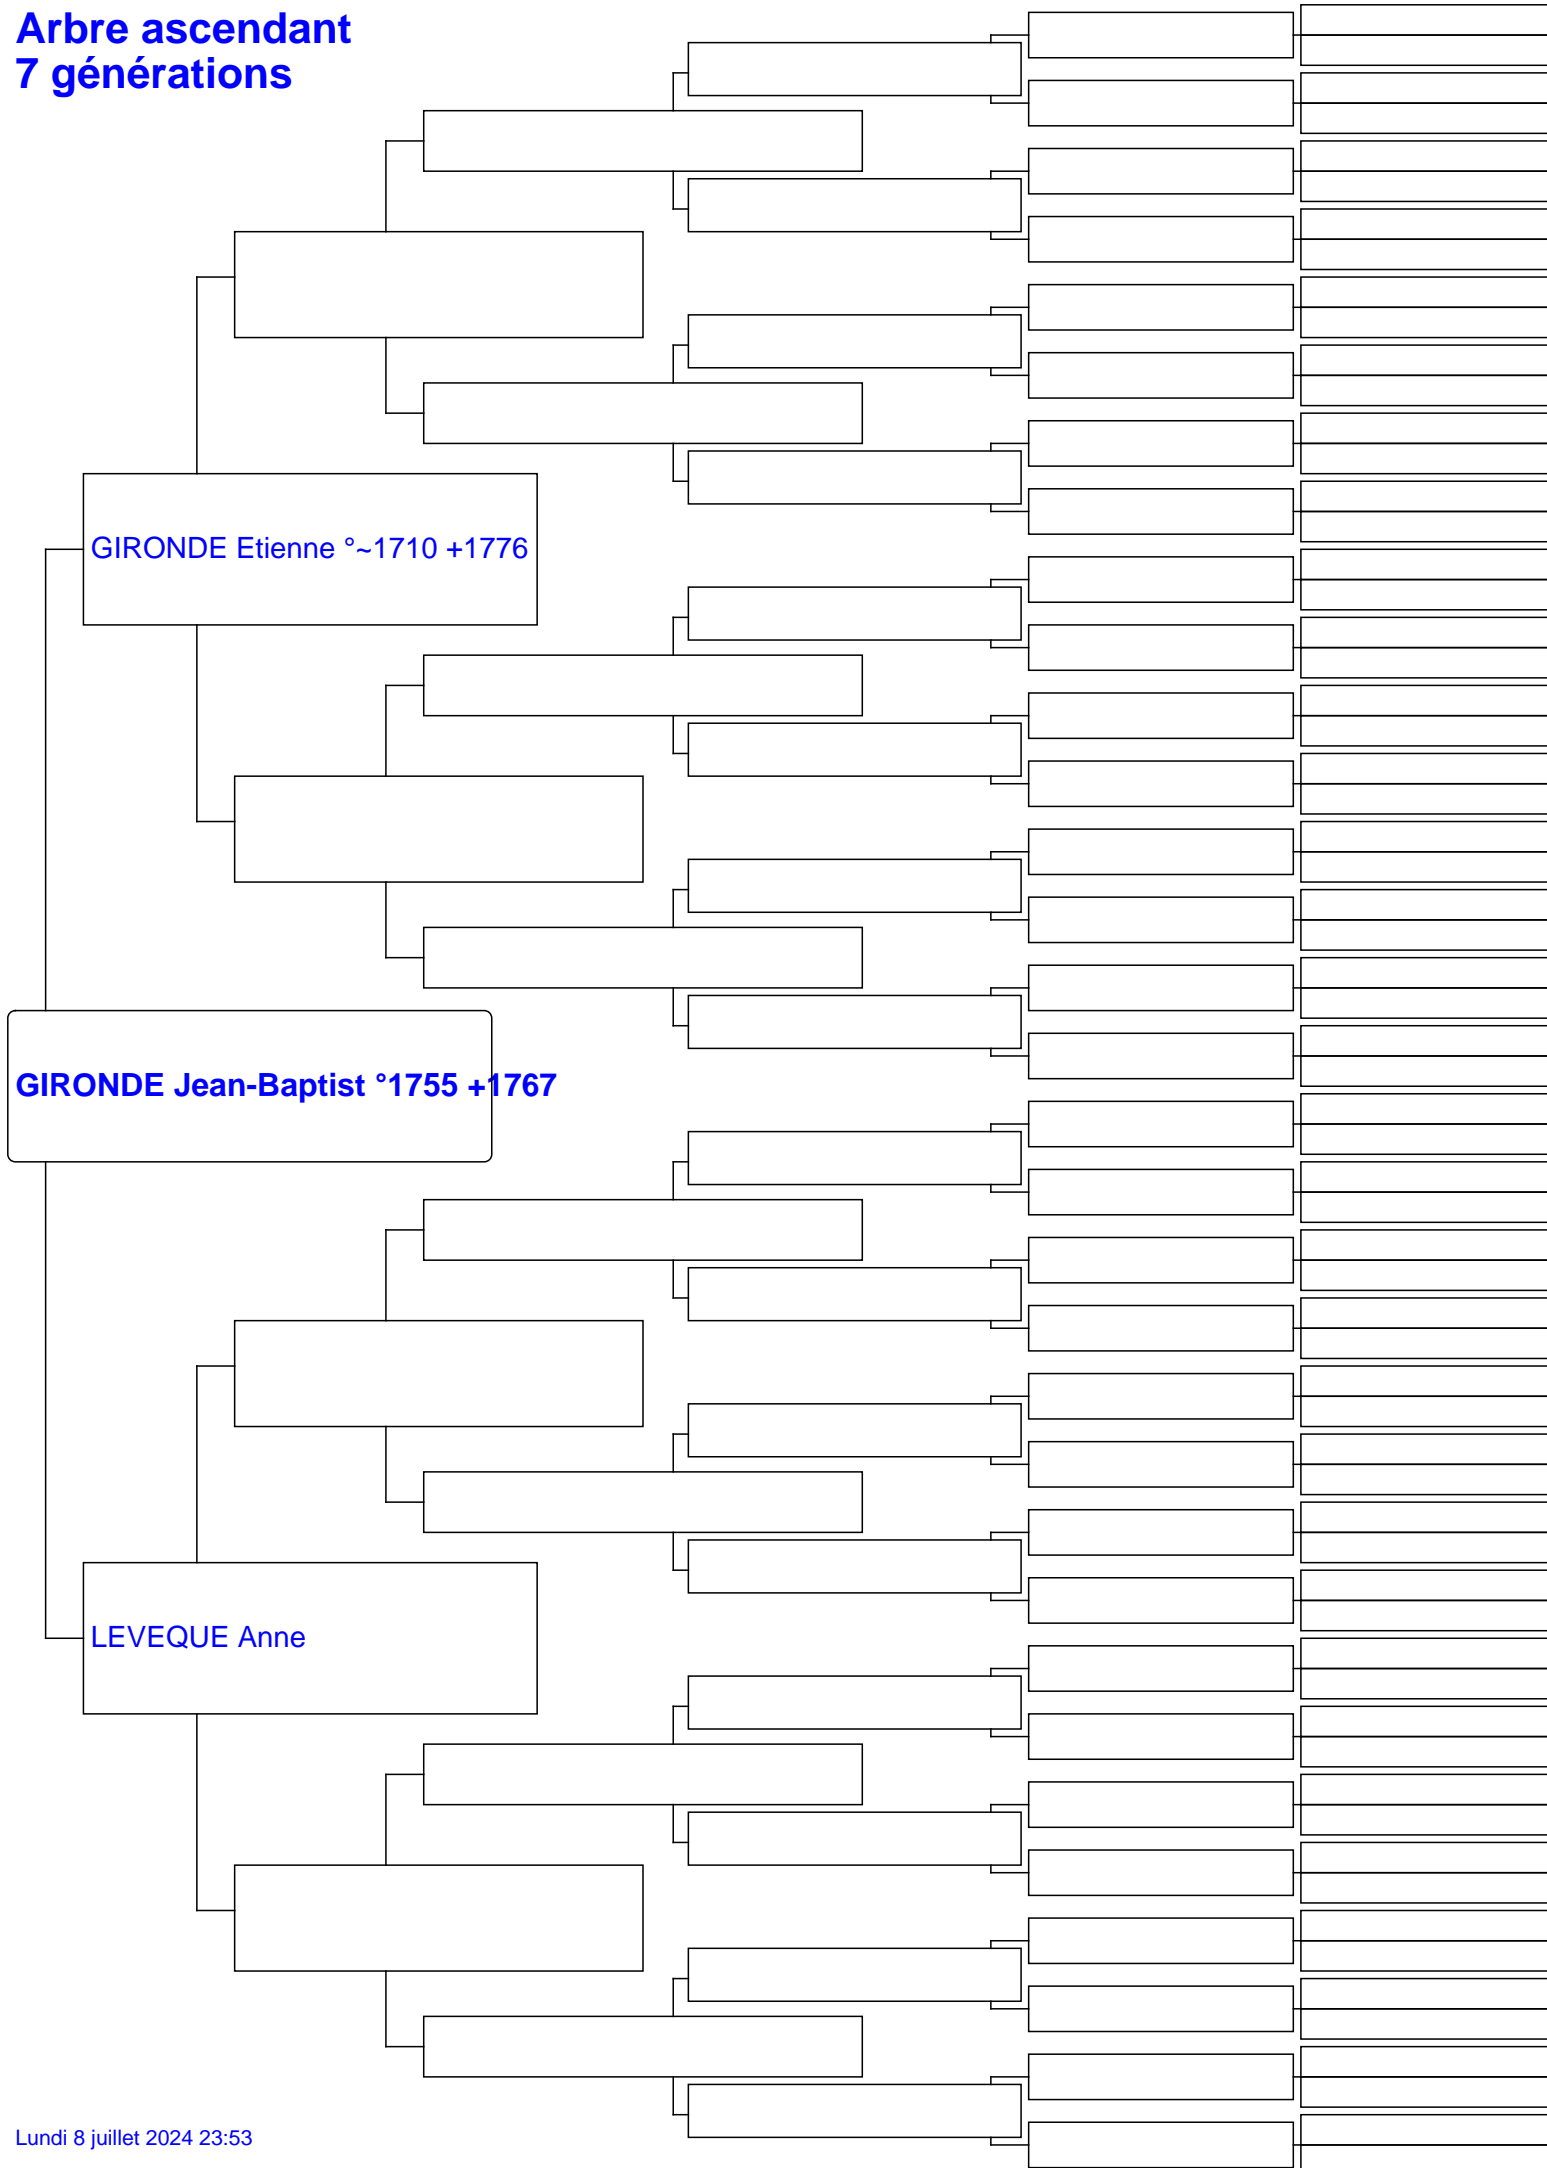 Arbre ascendant
7 générations
GIRONDE Etienne °~1710 +1776
GIRONDE Jean-Baptist °1755 +1767
LEVEQUE Anne
Lundi 8 juillet 2024 23:53